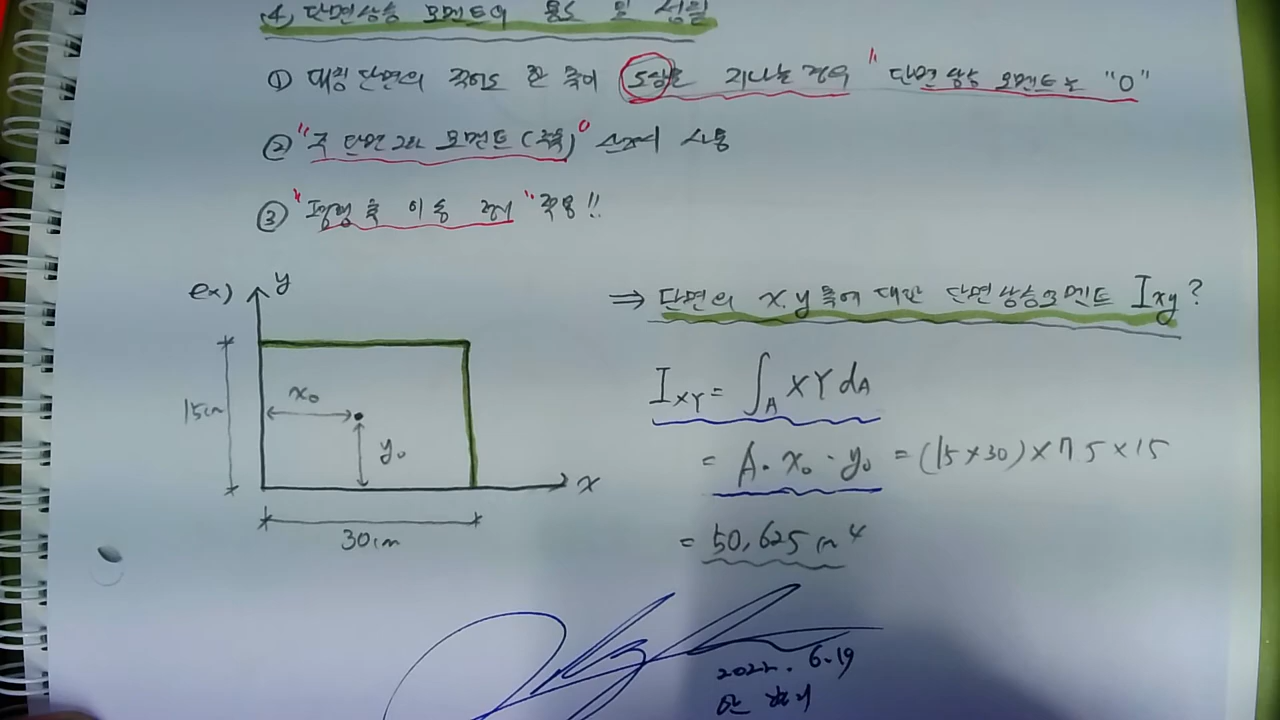 (4) 단면상승 모멘트의 용도 및 성질
① 대칭 단면의 적어도 한 축이 도심을 지나는 경우 "단면 상승 모멘트는 "0"
② "주 단면 2차 모멘트 (주축)" 산정시 사용
③ "평행 축 이동 정리" 적용!!
ex)
y
⇒ 단면의 x.y축에 대한 단면상승모멘트 Ixy?
15cm
x₀
y₀
x
30cm
I_XY = ∫_A XY dA
= A · x₀ · y₀ = (15×30)×7.5×15
= 50,625 cm⁴
2022. 6.19